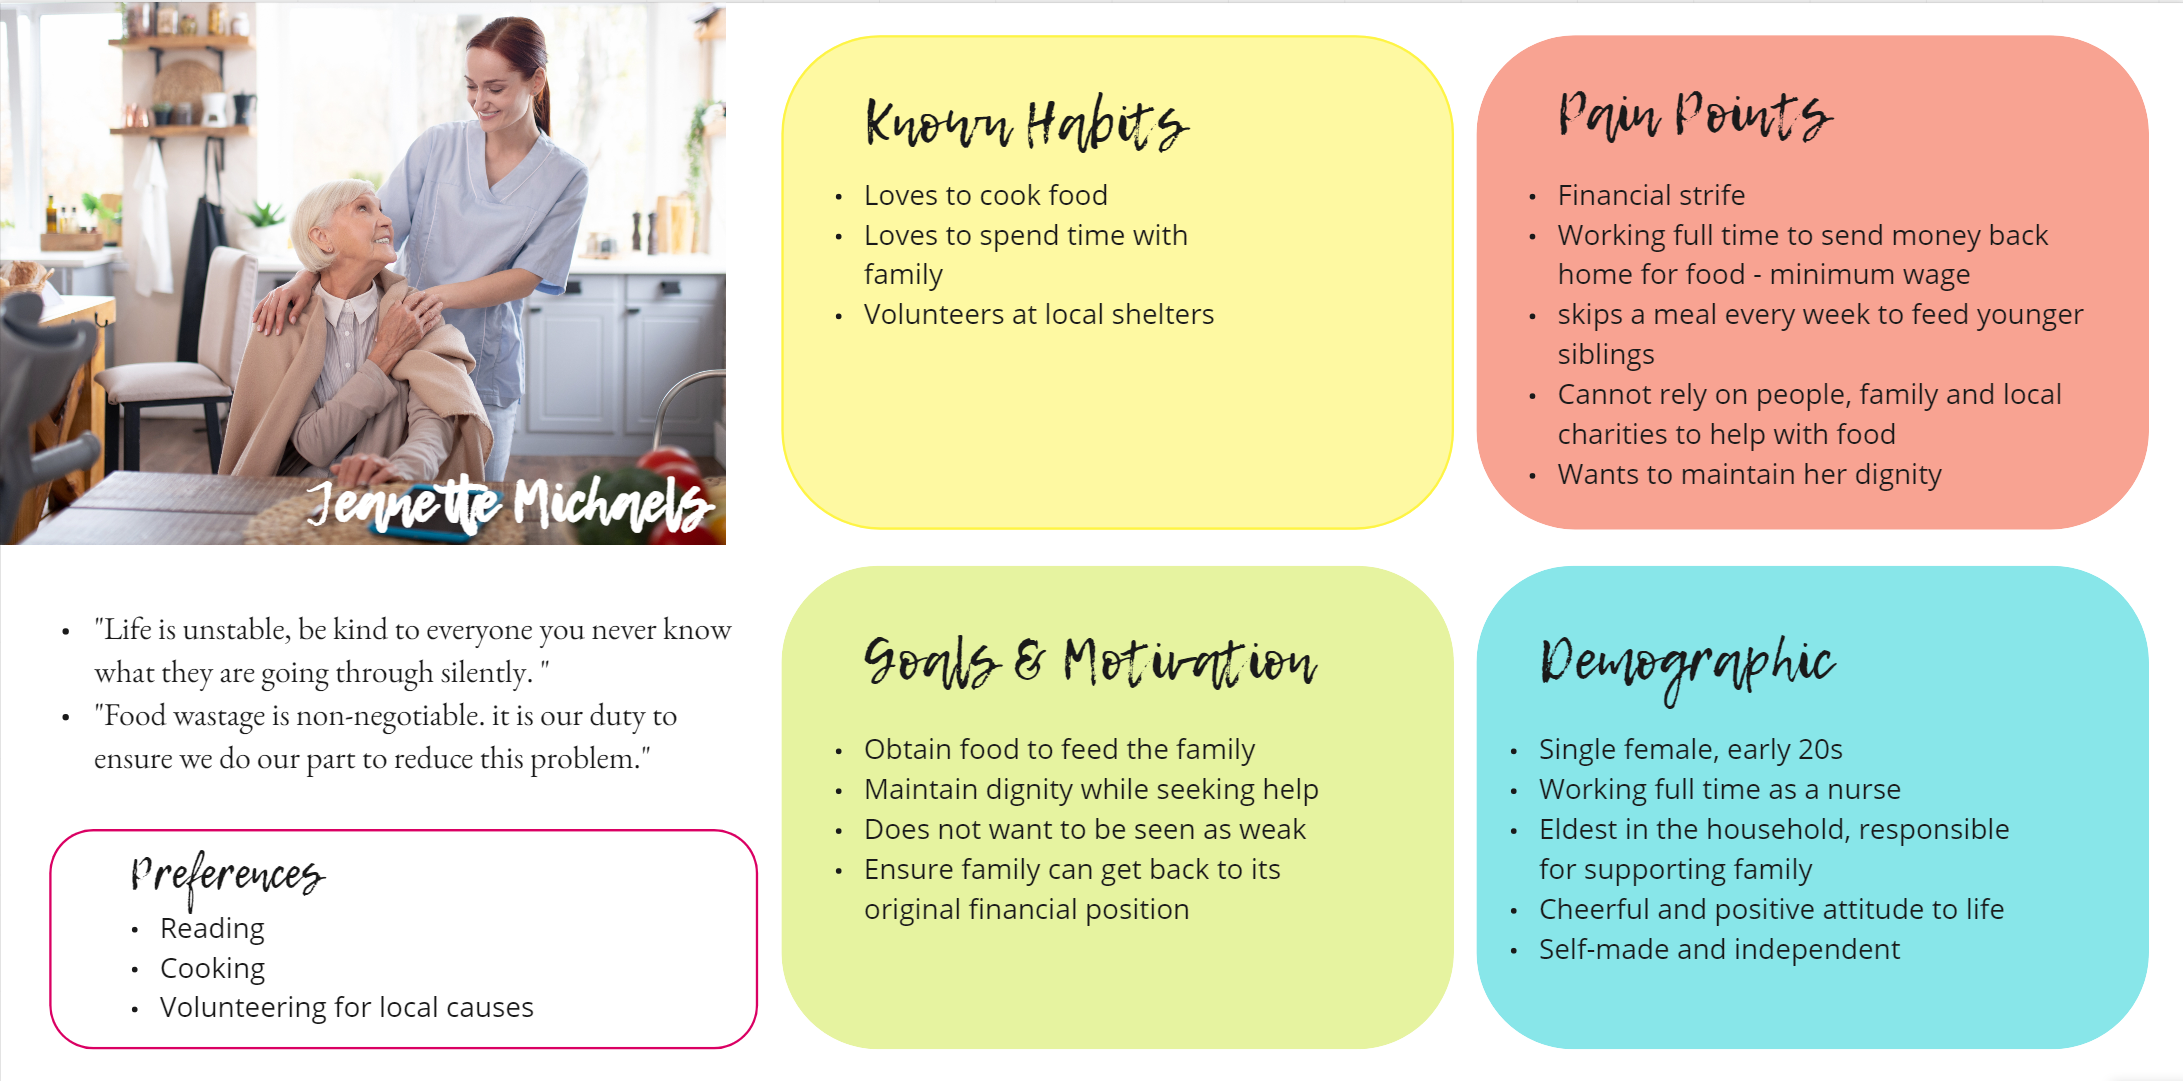 Jeanette Michaels
• "Life is unstable, be kind to everyone you never know
what they are going through silently. "
• "Food wastage is non-negotiable. it is our duty to
ensure we do our part to reduce this problem."
Preferences
• Reading
• Cooking
• Volunteering for local causes
Known Habits
• Loves to cook food
• Loves to spend time with
family
• Volunteers at local shelters
Pain Points
• Financial strife
• Working full time to send money back
home for food - minimum wage
• skips a meal every week to feed younger
siblings
• Cannot rely on people, family and local
charities to help with food
• Wants to maintain her dignity
Goals & Motivation
• Obtain food to feed the family
• Maintain dignity while seeking help
• Does not want to be seen as weak
• Ensure family can get back to its
original financial position
Demographic
• Single female, early 20s
• Working full time as a nurse
• Eldest in the household, responsible
for supporting family
• Cheerful and positive attitude to life
• Self-made and independent